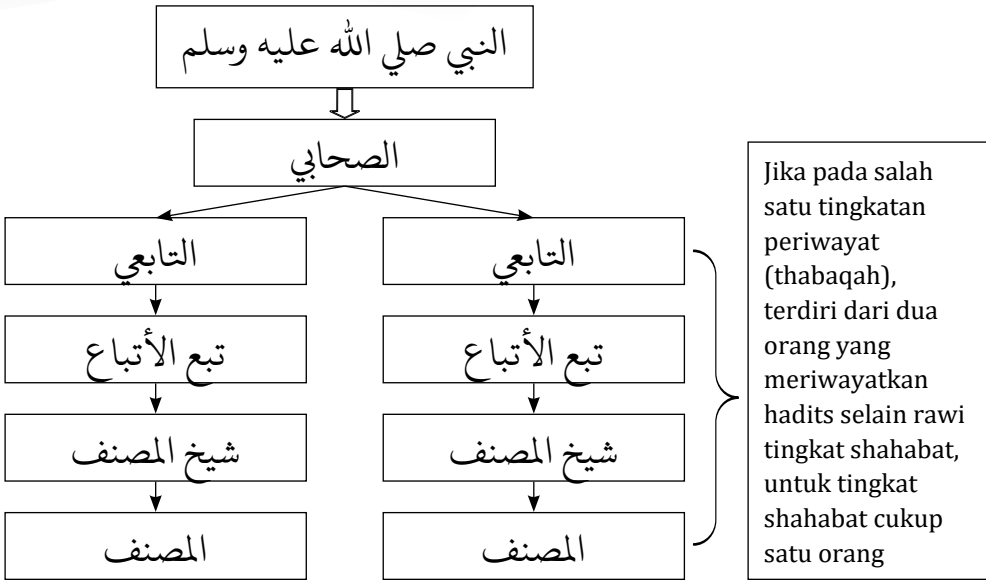 النبي صلي الله عليه وسلم
الصحابي
التابعي
التابعي
تبع الأتباع
تبع الأتباع
شيخ المصنف
شيخ المصنف
المصنف
المصنف
Jika pada salah
satu tingkatan
periwayat
(thabaqah),
terdiri dari dua
orang yang
meriwayatkan
hadits selain rawi
tingkat shahabat,
untuk tingkat
shahabat cukup
satu orang